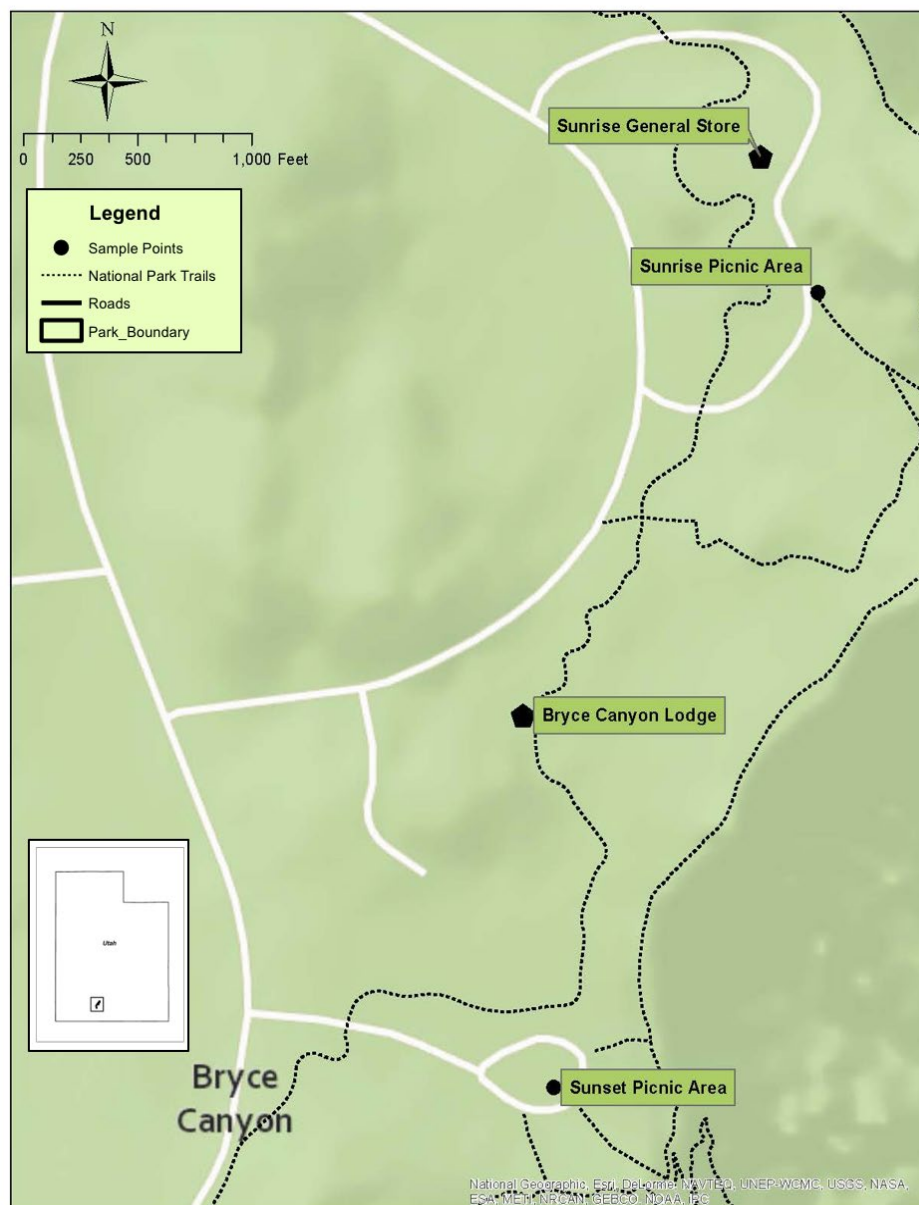 N
Sunrise General Store
0 250 500 1,000 Feet
Legend
Sample Points
National Park Trails
Roads
Park_Boundary
Sunrise Picnic Area
Bryce Canyon Lodge
Utah
Bryce
Canyon
Sunset Picnic Area
National Geographic, Esri, DeLorme, NAVTEQ, UNEP-WCMC, USGS, NASA,
ESA, METI, NRCAN, GEBCO, NOAA, IPC